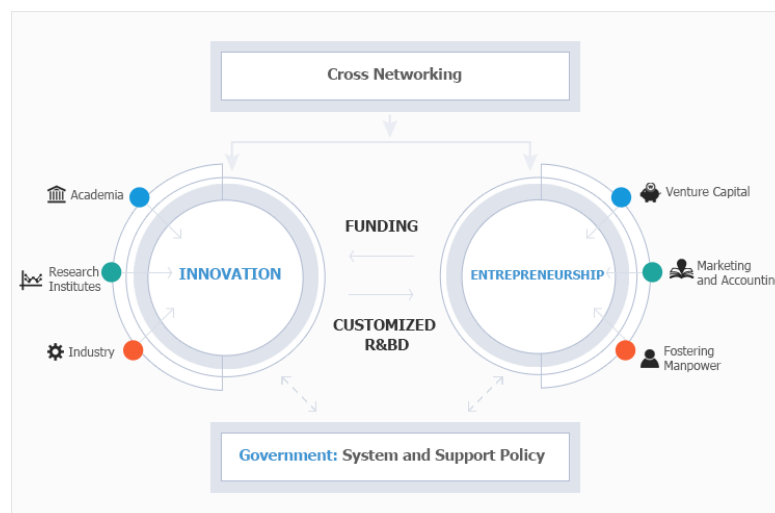 Cross Networking
Academia
Research
Institutes
Industry
INNOVATION
FUNDING
CUSTOMIZED
R&BD
ENTREPRENEURSHIP
Venture Capital
Marketing
and Accountin
Fostering
Manpower
Government: System and Support Policy